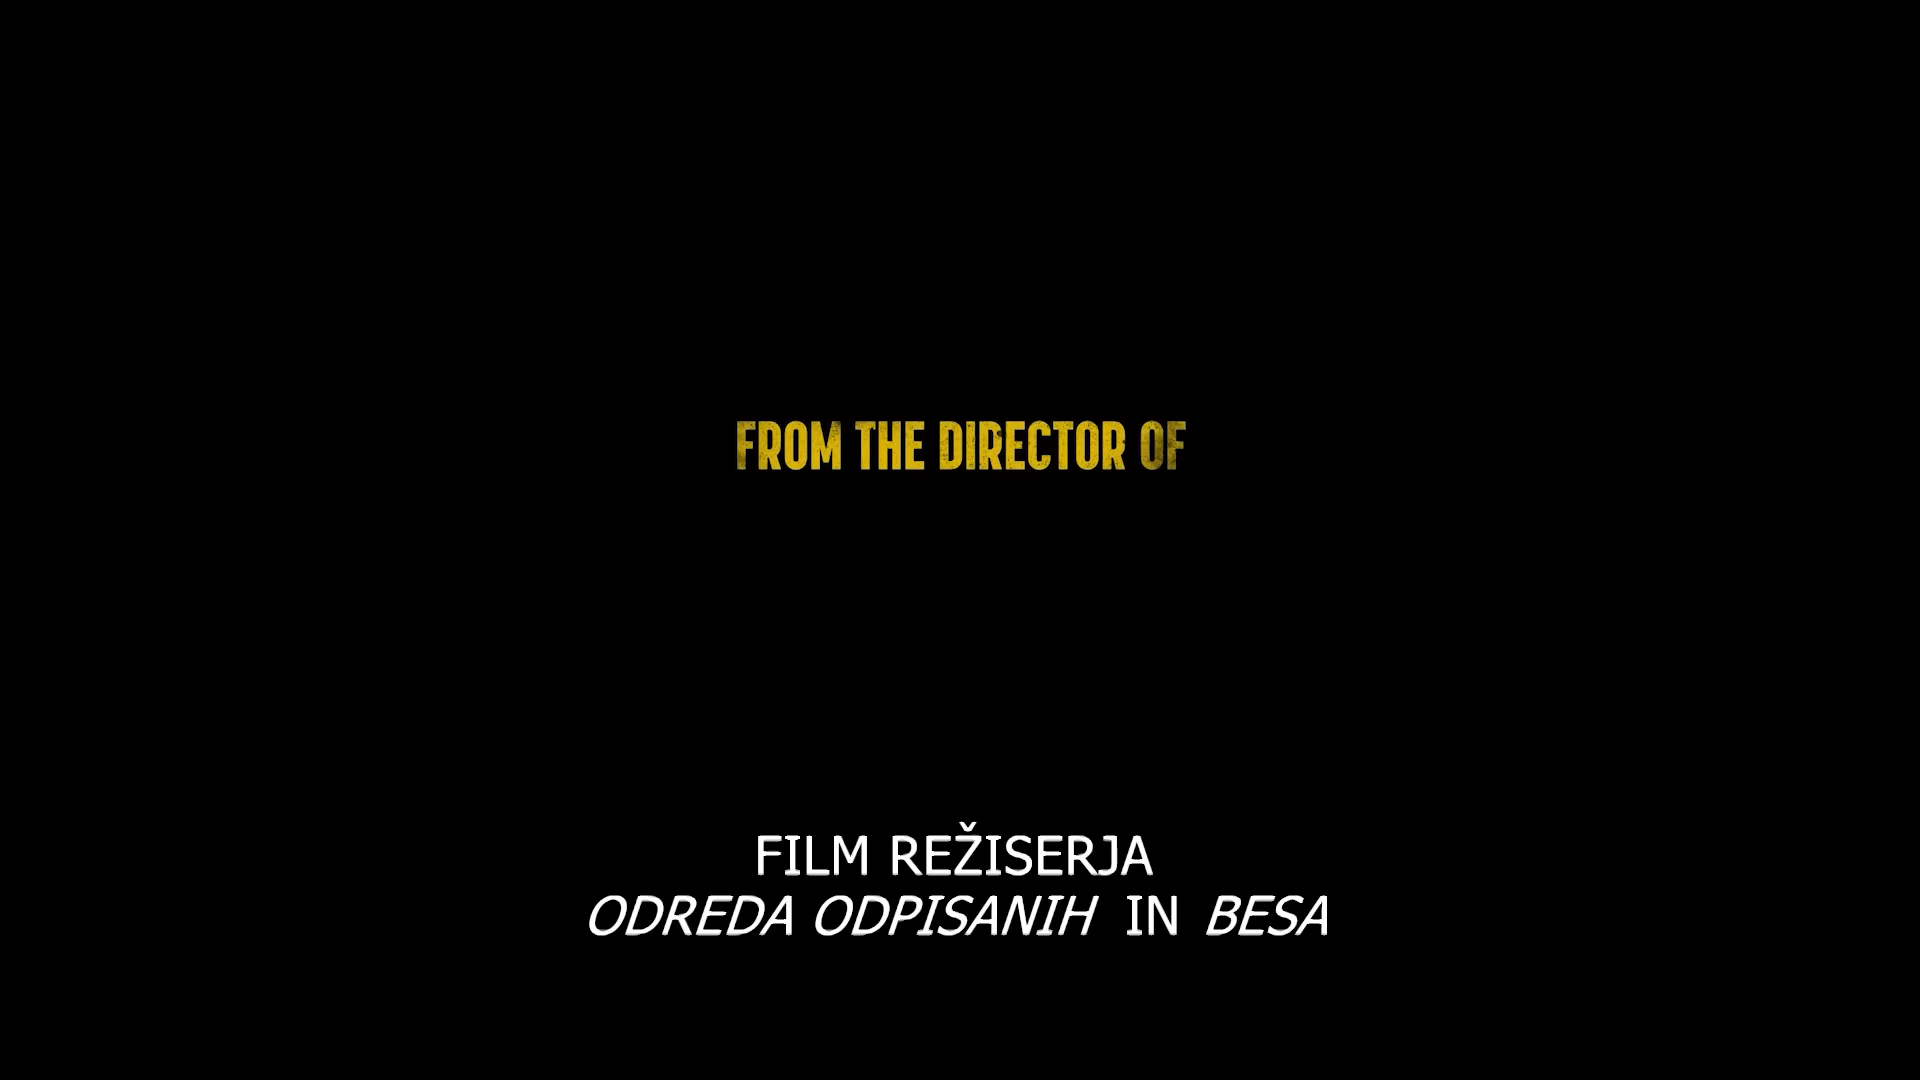 FROM THE DIRECTOR OF
FILM REŽISERJA
ODREDA ODPISANIH IN BESA